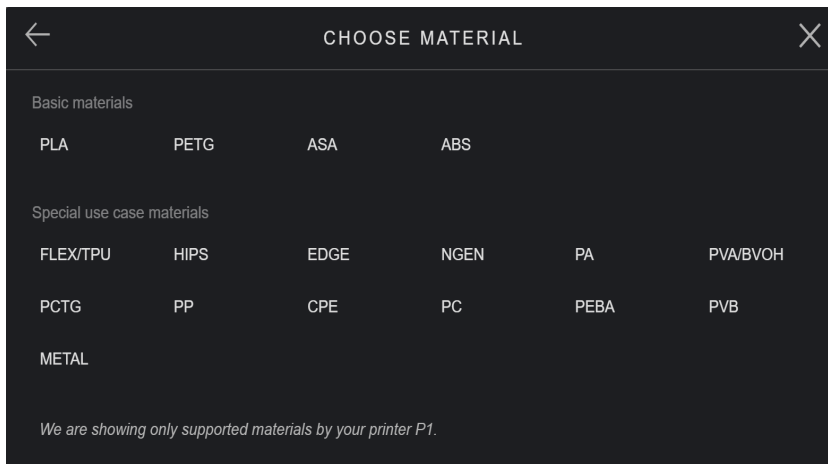 CHOOSE MATERIAL
Basic materials
PLA PETG ASA ABS
Special use case materials
FLEX/TPU HIPS EDGE NGEN PA PVA/BVOH
PCTG PP CPE PC PEBA PVB
METAL
We are showing only supported materials by your printer P1.